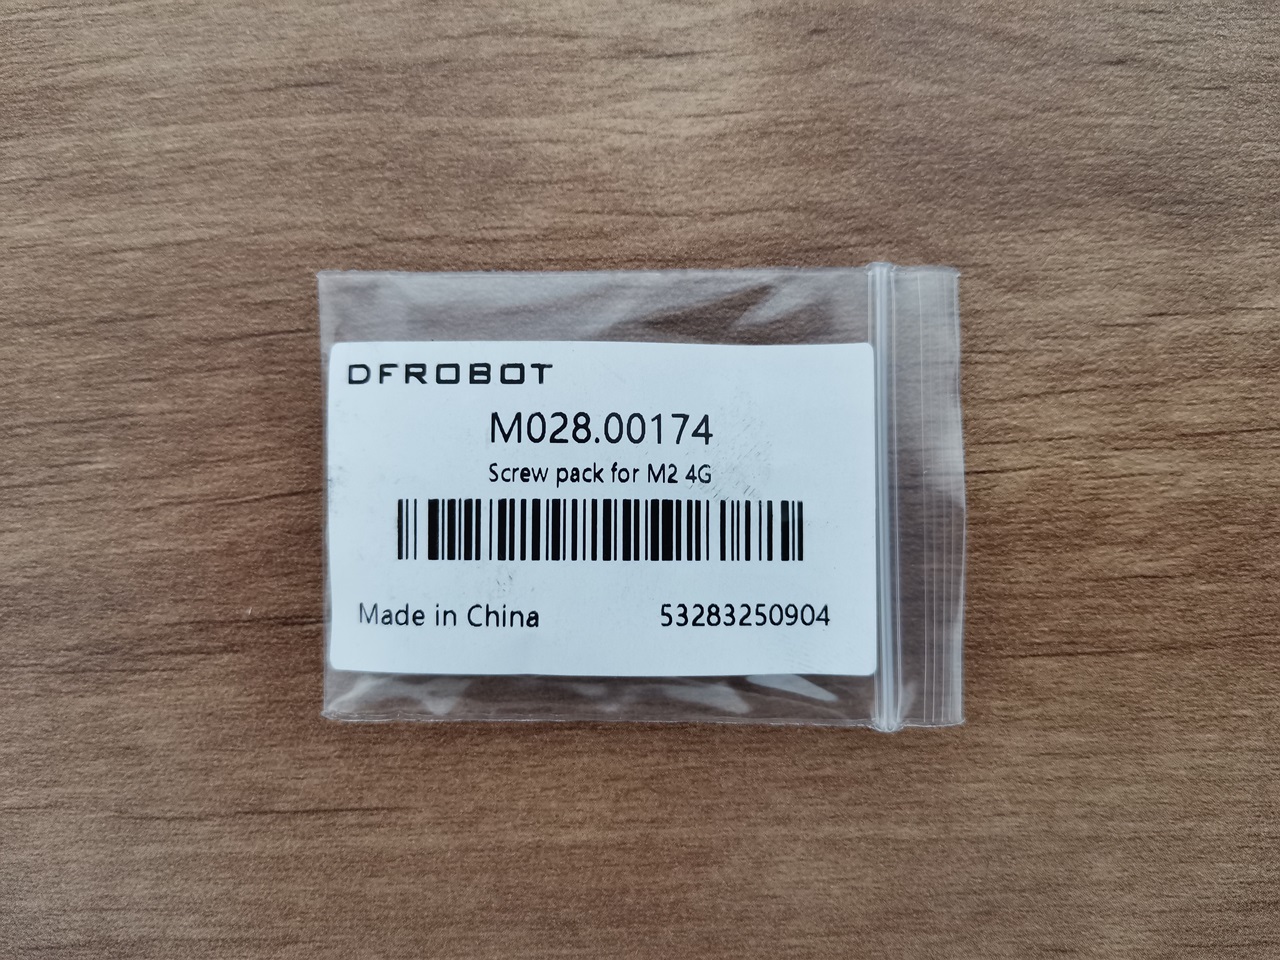 DFROBOT
M028.00174
Screw pack for M2 4G
Made in China 53283250904